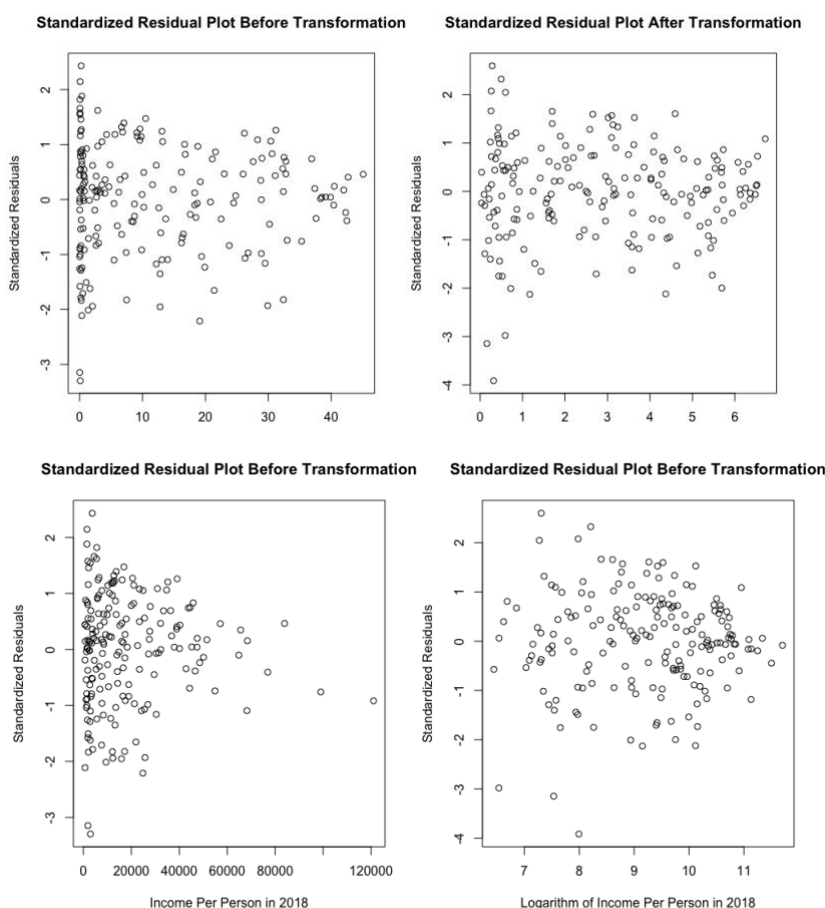 Standardized Residual Plot Before Transformation
Standardized Residuals
2
1
0
-1
-2
-3
0 10 20 30 40
Standardized Residual Plot After Transformation
Standardized Residuals
2
1
0
-1
-2
-3
-4
0 1 2 3 4 5 6
Standardized Residual Plot Before Transformation
Standardized Residuals
2
1
0
-1
-2
-3
0 20000 40000 60000 80000 120000
Income Per Person in 2018
Standardized Residual Plot Before Transformation
Standardized Residuals
2
1
0
-1
-2
-3
-4
7 8 9 10 11
Logarithm of Income Per Person in 2018